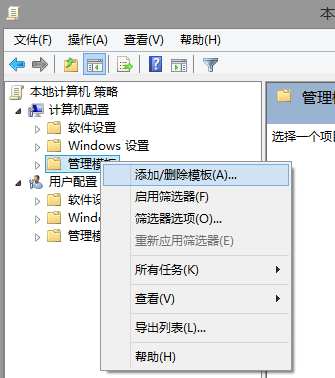 本
文件(F) 操作(A) 查看(V) 帮助(H)
本地计算机 策略
计算机配置
软件设置
Windows 设置
管理模板
用户配置
软件设
Windo
管理模
管理模
选择一个项目
添加/删除模板(A)...
启用筛选器(F)
筛选器选项(O)...
重新应用筛选器(E)
所有任务(K)
查看(V)
导出列表(L)...
帮助(H)